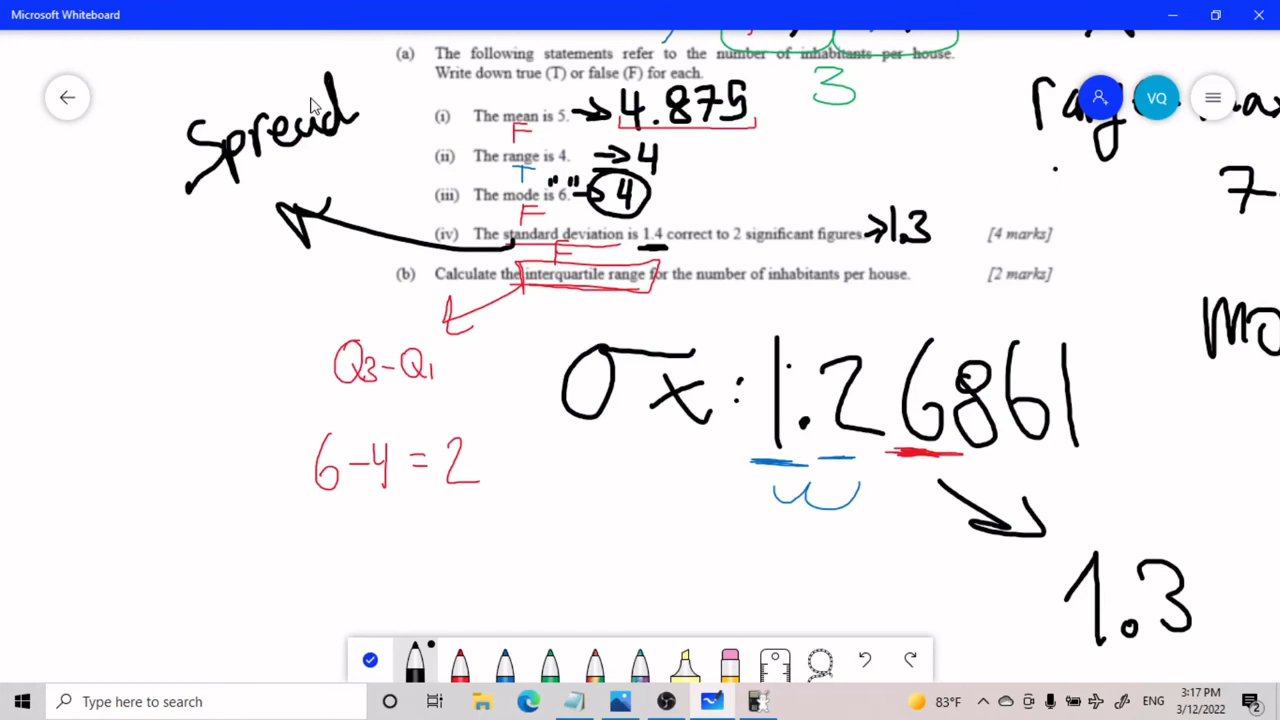 Microsoft Whiteboard
(a) The following statements refer to the number of inhabitants per house.
Write down true (T) or false (F) for each.
3
Spread
(i) The mean is 5. → 4.875
F
(ii) The range is 4. → 4
T
(iii) The mode is 6. " " → 4
F
(iv) The standard deviation is 1.4 correct to 2 significant figures. → 1.3 [4 marks]
F
(b) Calculate the interquartile range for the number of inhabitants per house. [2 marks]
VQ
7
Q3-Q1
σx: 1.26861
6-4=2
1.3
Type here to search
83°F
ENG
3:17 PM
3/12/2022
2